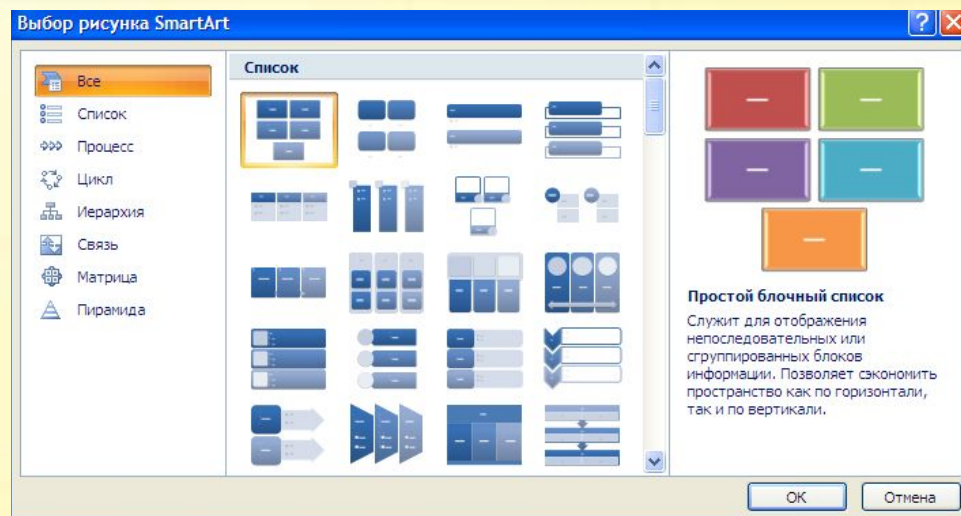 Выбор рисунка SmartArt
Все
Список
Процесс
Цикл
Иерархия
Связь
Матрица
Пирамида
Список
Простой блочный список
Служит для отображения
непоследовательных или
сгруппированных блоков
информации. Позволяет сэкономить
пространство как по горизонтали,
так и по вертикали.
ОК
Отмена